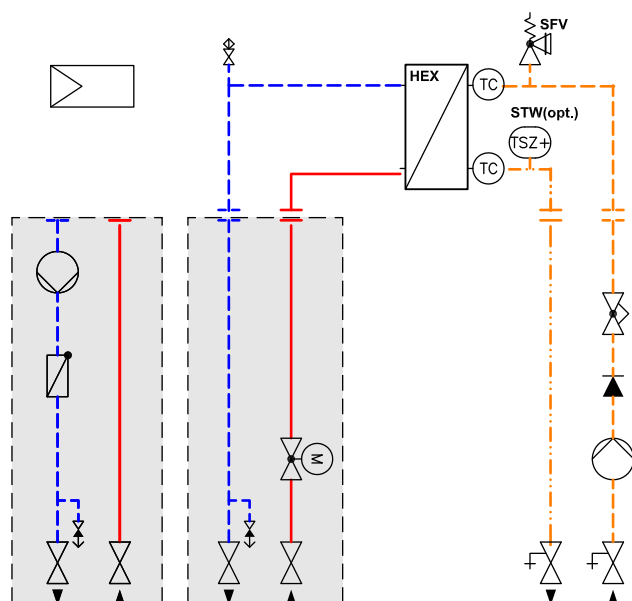 SFV
HEX
TC
STW(opt.)
TSZ+
TC
M